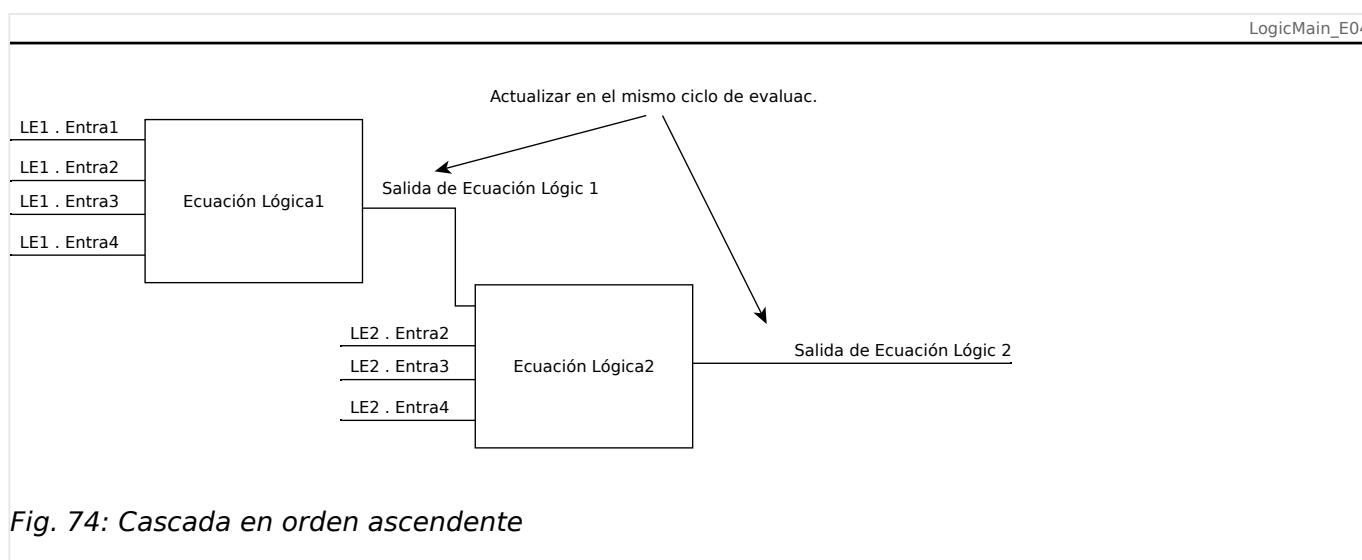 LogicMain_E04
Actualizar en el mismo ciclo de evaluac.
LE1 . Entra1
LE1 . Entra2
LE1 . Entra3
LE1 . Entra4
Ecuación Lógica1
Salida de Ecuación Lógic 1
LE2 . Entra2
LE2 . Entra3
LE2 . Entra4
Ecuación Lógica2
Salida de Ecuación Lógic 2
Fig. 74: Cascada en orden ascendente